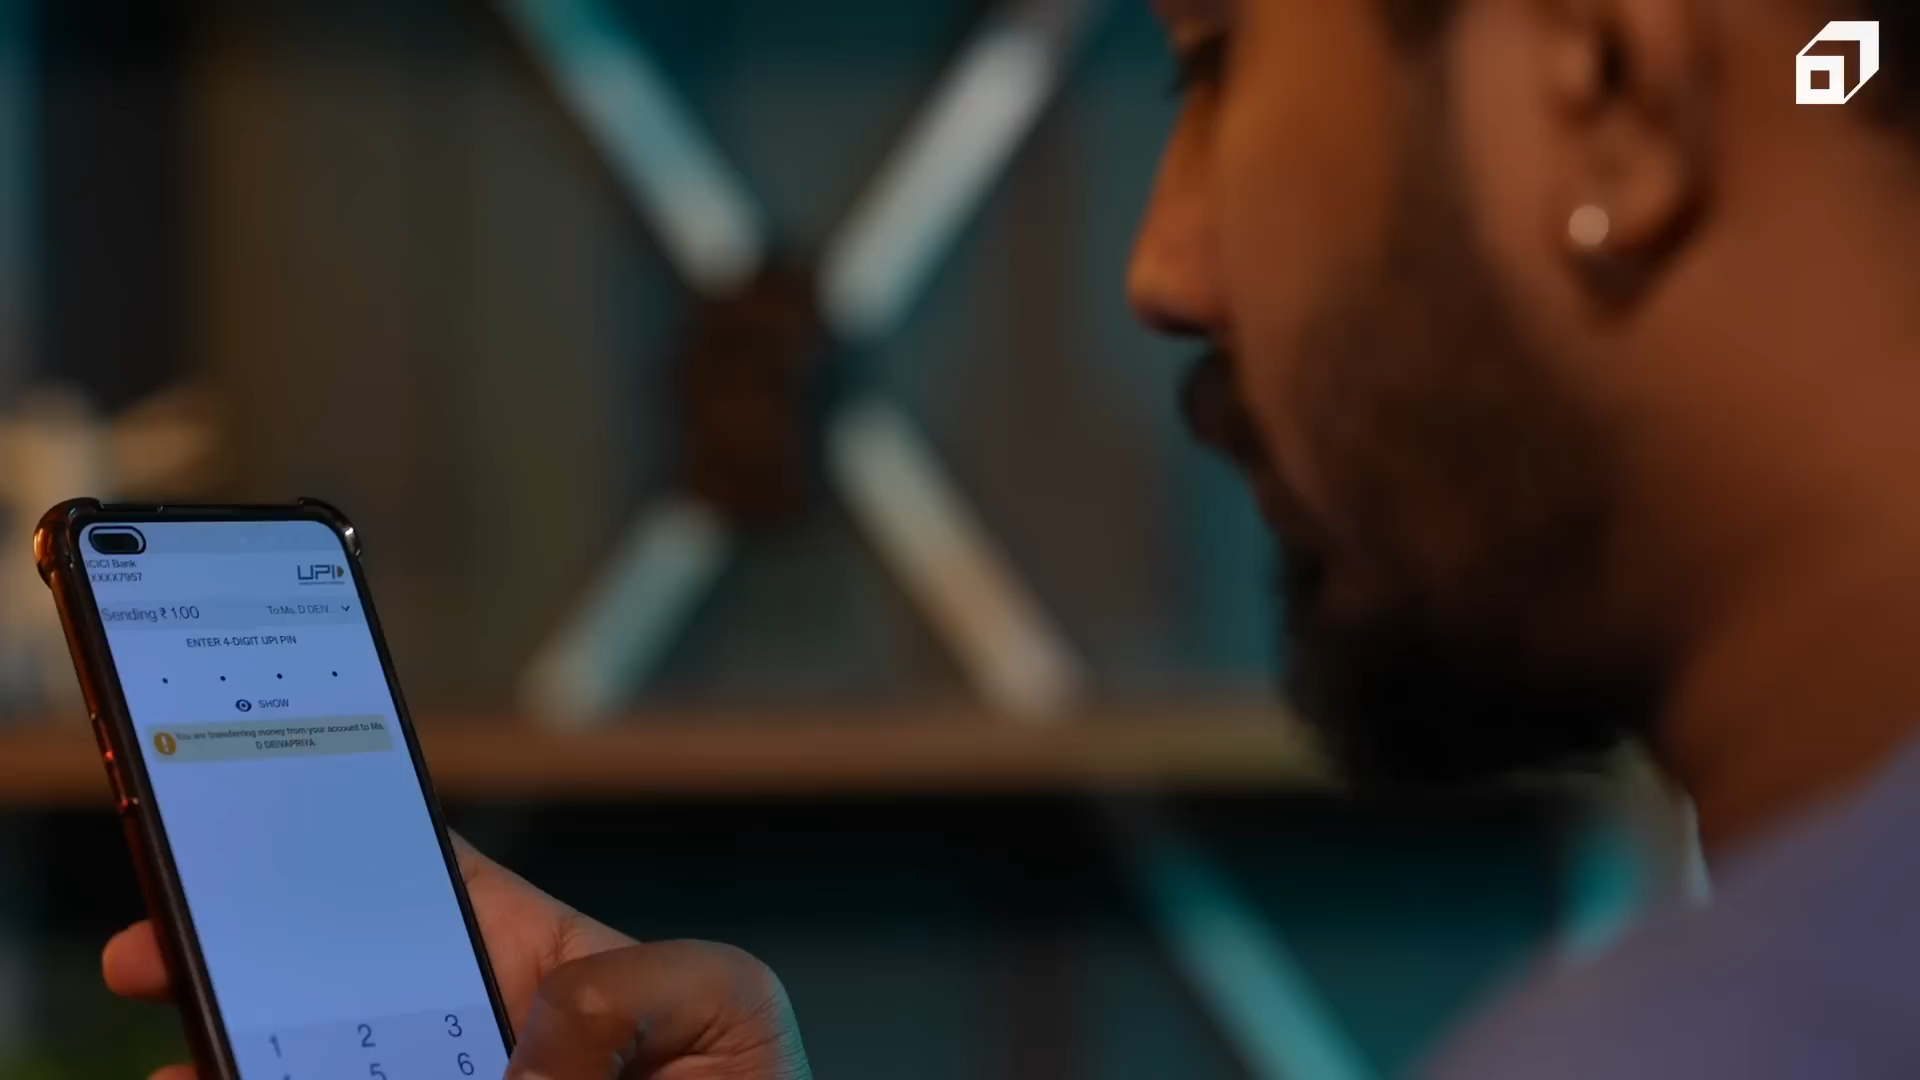 ICICI Bank
XXXX7957
UPI
Sending ₹ 1.00
To:Ms. D DEIV...
ENTER 4-DIGIT UPI PIN
SHOW
You are transferring money from your account to Ms.
D DEIVAPRIYA
1 2 3
5 6